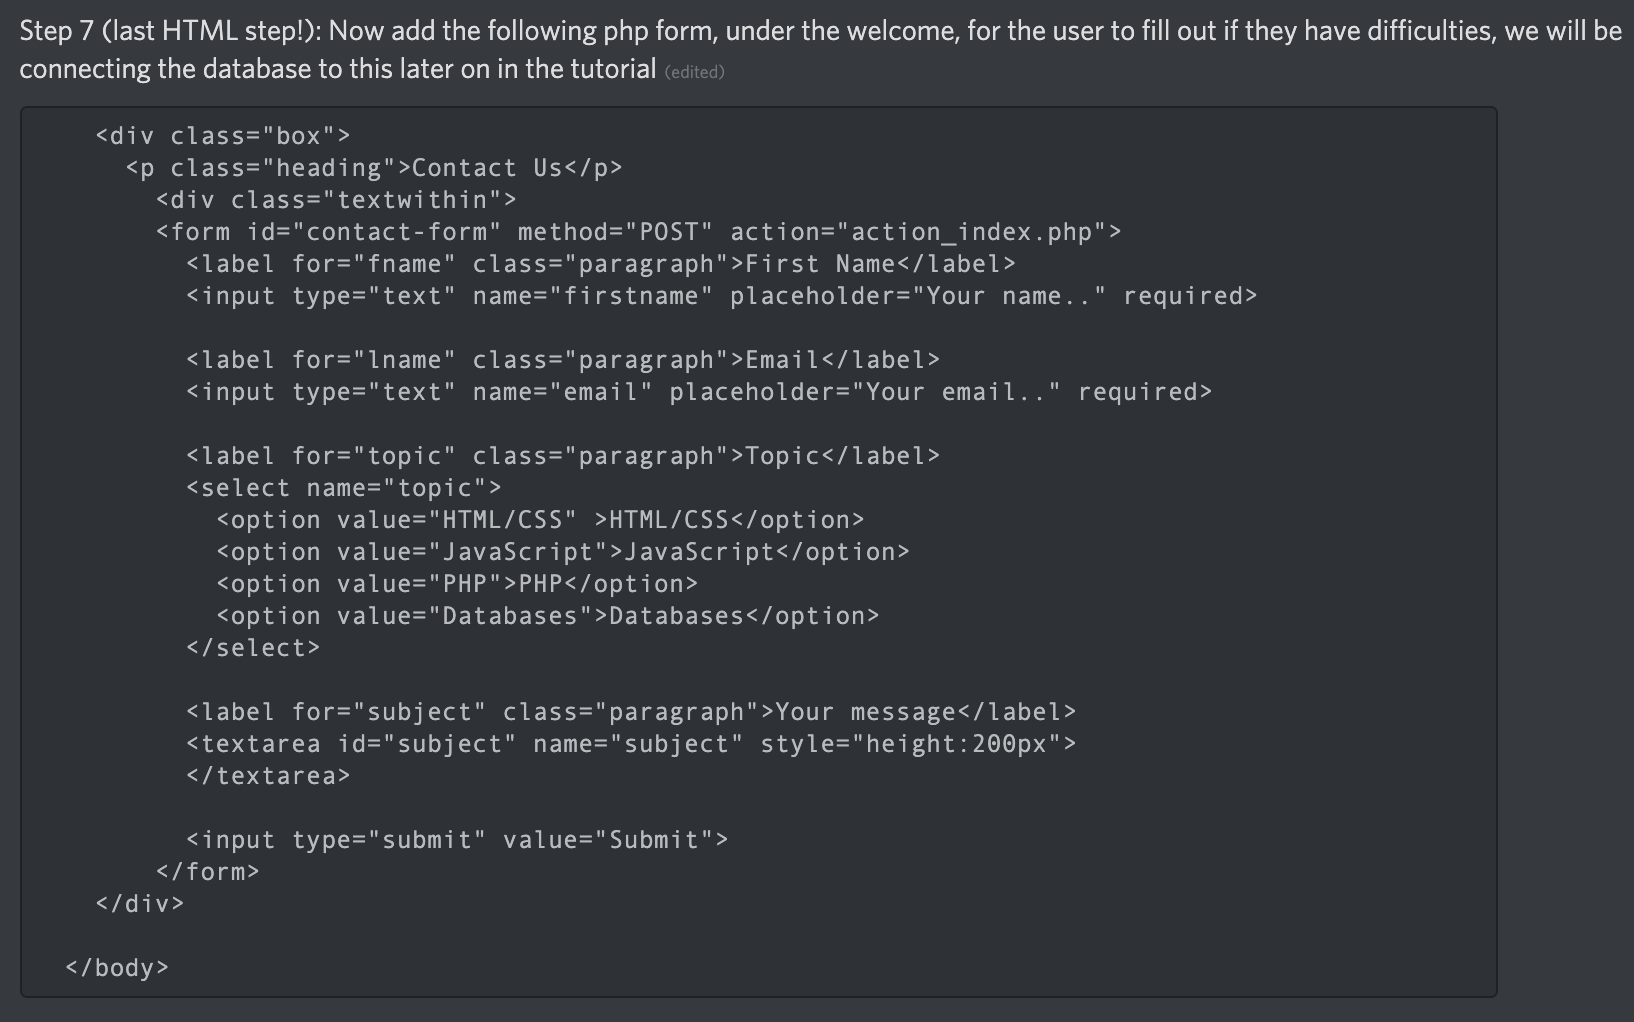 Step 7 (last HTML step!): Now add the following php form, under the welcome, for the user to fill out if they have difficulties, we will be
connecting the database to this later on in the tutorial (edited)
<div class="box">
<p class="heading">Contact Us</p>
<div class="textwithin">
<form id="contact-form" method="POST" action="action_index.php">
<label for="fname" class="paragraph">First Name</label>
<input type="text" name="firstname" placeholder="Your name.." required>
<label for="lname" class="paragraph">Email</label>
<input type="text" name="email" placeholder="Your email.." required>
<label for="topic" class="paragraph">Topic</label>
<select name="topic">
<option value="HTML/CSS" >HTML/CSS</option>
<option value="JavaScript">JavaScript</option>
<option value="PHP">PHP</option>
<option value="Databases">Databases</option>
</select>
<label for="subject" class="paragraph">Your message</label>
<textarea id="subject" name="subject" style="height:200px">
</textarea>
<input type="submit" value="Submit">
</form>
</div>
</body>